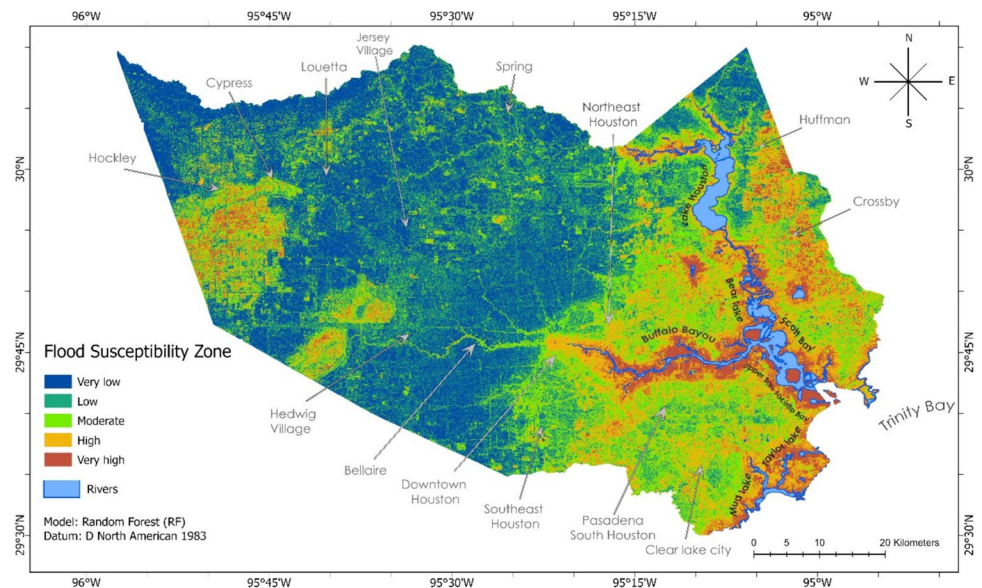 96°W 95°45'W 95°30'W 95°15'W 95°W
30°N
29°45'N
29°30'N
30°N
29°45'N
29°30'N
N
W E
S
Jersey
Village
Louetta
Spring
Cypress
Northeast
Houston
Huffman
Hockley
Crossby
Lake Houston
Bear lake
Scott Bay
Buffalo Bayou
Upper San Jacinto Bay
Trinity Bay
Taylor lake
Mug lake
Flood Susceptibility Zone
Very low
Low
Moderate
High
Very high
Rivers
Model: Random Forest (RF)
Datum: D North American 1983
Hedwig
Village
Bellaire
Downtown
Houston
Southeast
Houston
Pasadena
South Houston
Clear lake city
0 5 10 20 Kilometers
96°W 95°45'W 95°30'W 95°15'W 95°W